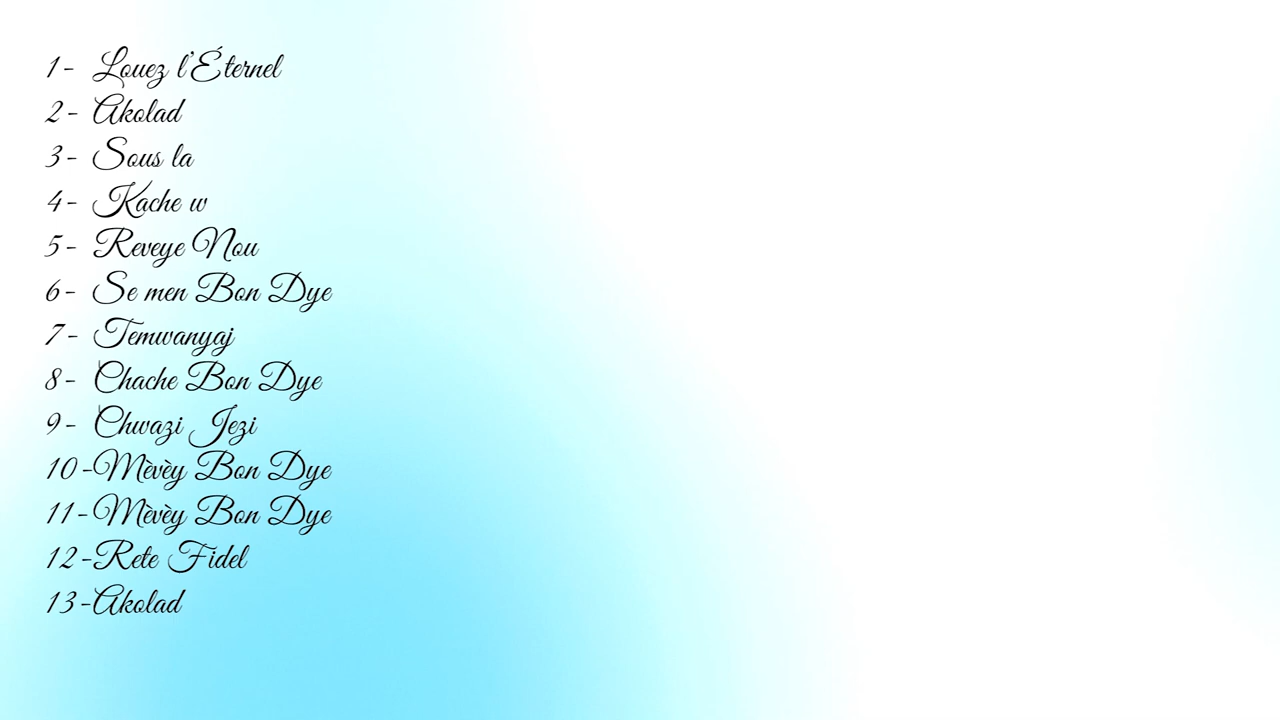 1- Louez l'Éternel
2- Akolad
3- Sous la
4- Kache w
5- Reveye Nou
6- Se men Bon Dye
7- Temwanyaj
8- Chache Bon Dye
9- Chwazi Jezi
10-Mèvèy Bon Dye
11-Mèvèy Bon Dye
12-Rete Fidel
13-Akolad